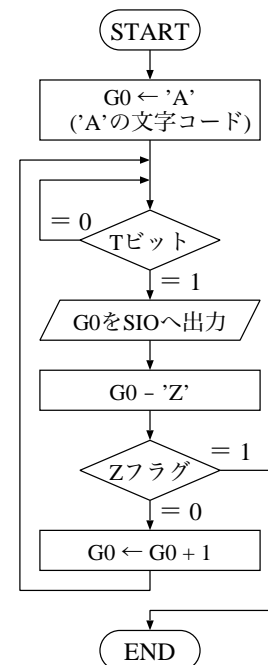 START
G0 ← ’A’
(’A’の文字コード)
＝ 0
Tビット
＝ 1
G0をSIOへ出力
G0 − ’Z’
＝ 1
Zフラグ
＝ 0
G0 ← G0 + 1
END